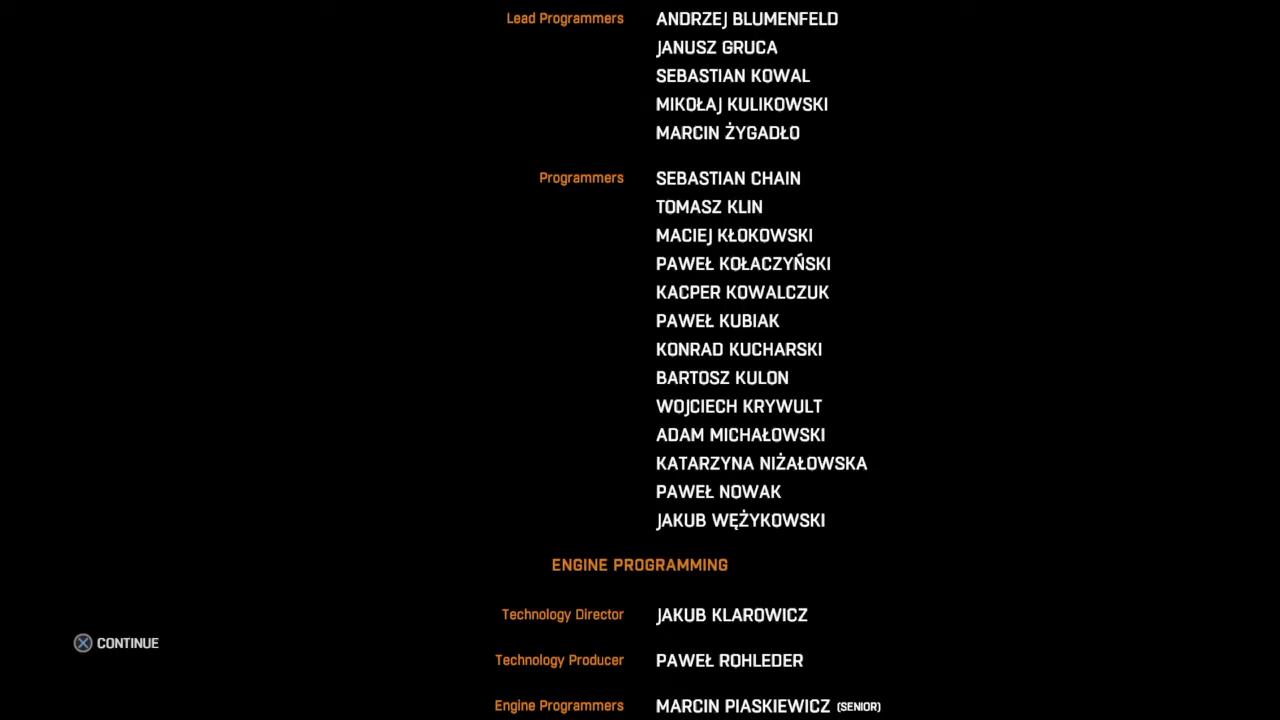 Lead Programmers ANDRZEJ BLUMENFELD
JANUSZ GRUCA
SEBASTIAN KOWAL
MIKOŁAJ KULIKOWSKI
MARCIN ŻYGADŁO
Programmers SEBASTIAN CHAIN
TOMASZ KLIN
MACIEJ KŁOKOWSKI
PAWEŁ KOŁACZYŃSKI
KACPER KOWALCZUK
PAWEŁ KUBIAK
KONRAD KUCHARSKI
BARTOSZ KULON
WOJCIECH KRYWULT
ADAM MICHAŁOWSKI
KATARZYNA NIŻAŁOWSKA
PAWEŁ NOWAK
JAKUB WĘŻYKOWSKI
ENGINE PROGRAMMING
Technology Director JAKUB KLAROWICZ
CONTINUE
Technology Producer PAWEŁ ROHLEDER
Engine Programmers MARCIN PIASKIEWICZ (SENIOR)